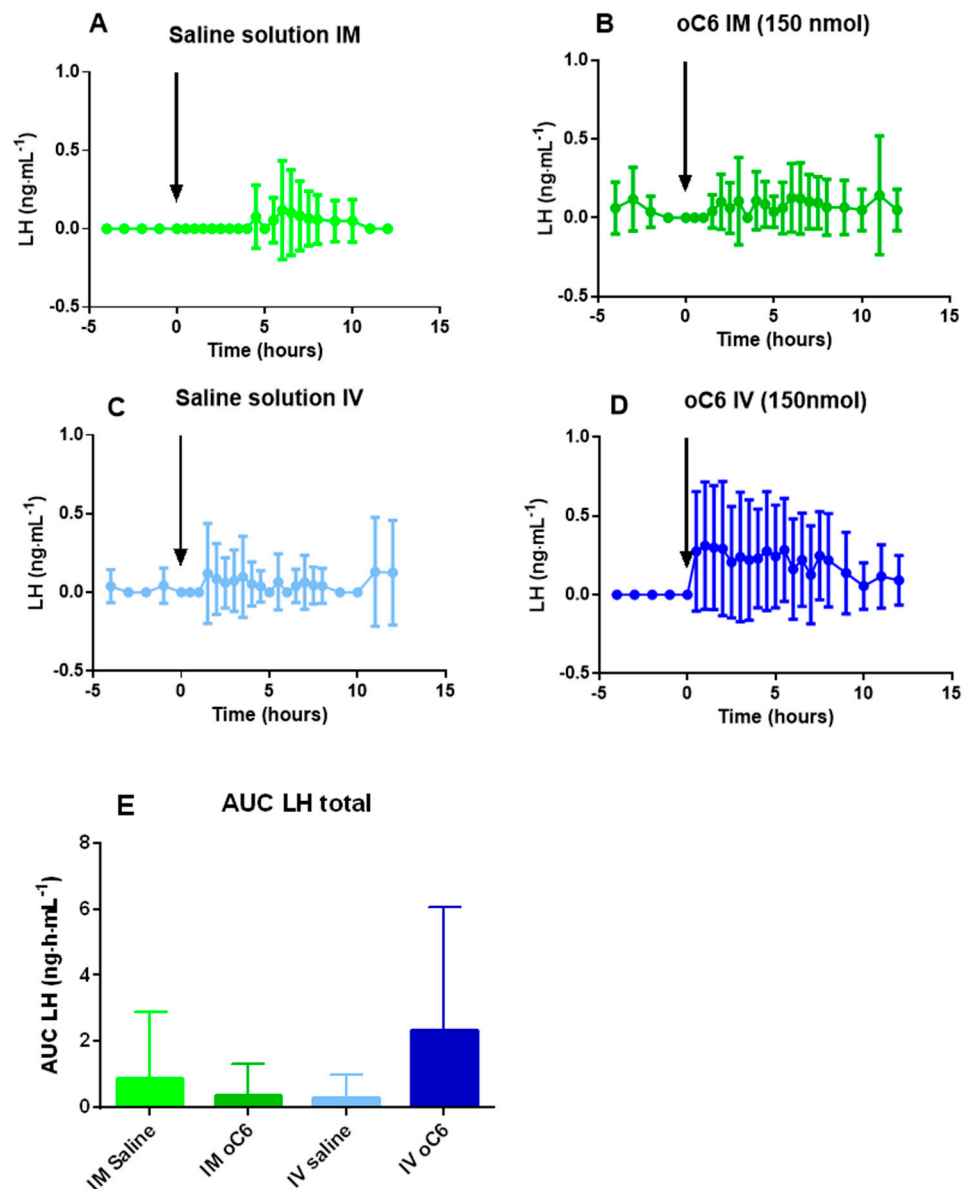 A
Saline solution IM
LH (ng·mL⁻¹)
1.0
0.5
0.0
-0.5
-5
0
5
10
15
Time (hours)
B
oC6 IM (150 nmol)
LH (ng·mL⁻¹)
1.0
0.5
0.0
-0.5
-5
0
5
10
15
Time (hours)
C
Saline solution IV
LH (ng·mL⁻¹)
1.0
0.5
0.0
-0.5
-5
0
5
10
15
Time (hours)
D
oC6 IV (150nmol)
LH (ng·mL⁻¹)
1.0
0.5
0.0
-0.5
-5
0
5
10
15
Time (hours)
E
AUC LH total
AUC LH (ng·h·mL⁻¹)
8
6
4
2
0
IM Saline
IM oC6
IV saline
IV oC6